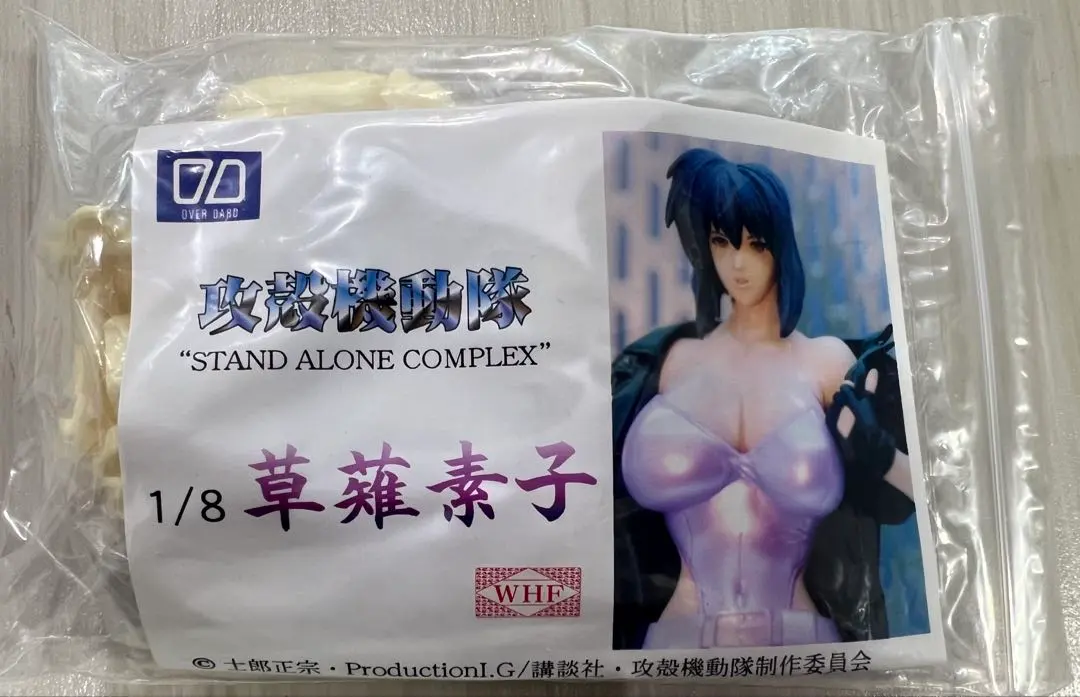 OD
OVER DARD
攻殻機動隊
“STAND ALONE COMPLEX”
1/8 草薙素子
WHF
© 士郎正宗・ProductionI.G/講談社・攻殻機動隊制作委員会